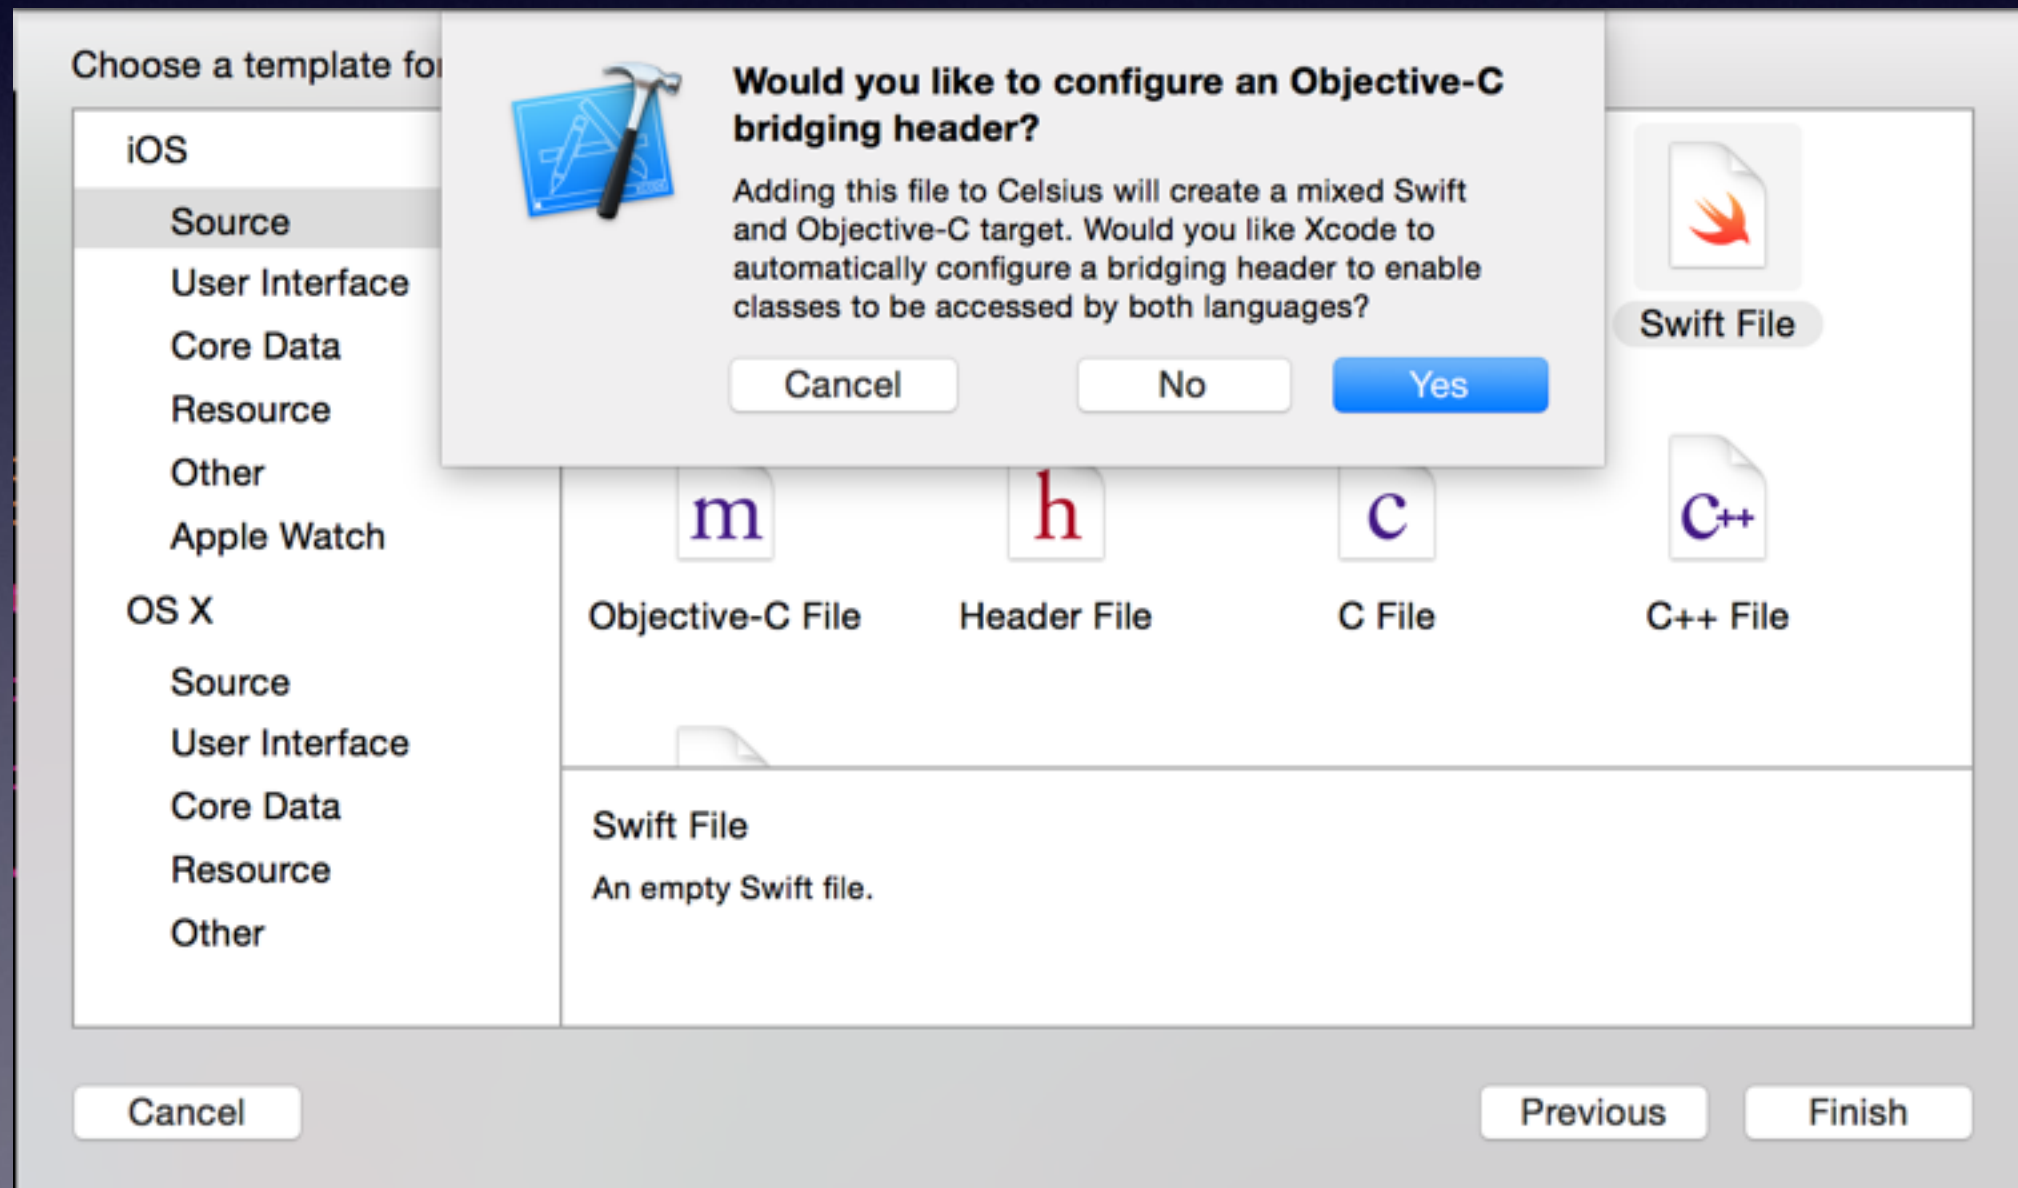 Choose a template for
Would you like to configure an Objective-C
bridging header?
Adding this file to Celsius will create a mixed Swift
and Objective-C target. Would you like Xcode to
automatically configure a bridging header to enable
classes to be accessed by both languages?
Cancel
No
Yes
iOS
Source
User Interface
Core Data
Resource
Other
Apple Watch
OS X
Source
User Interface
Core Data
Resource
Other
Swift File
m
h
c
C++
Objective-C File
Header File
C File
C++ File
Swift File
An empty Swift file.
Cancel
Previous
Finish